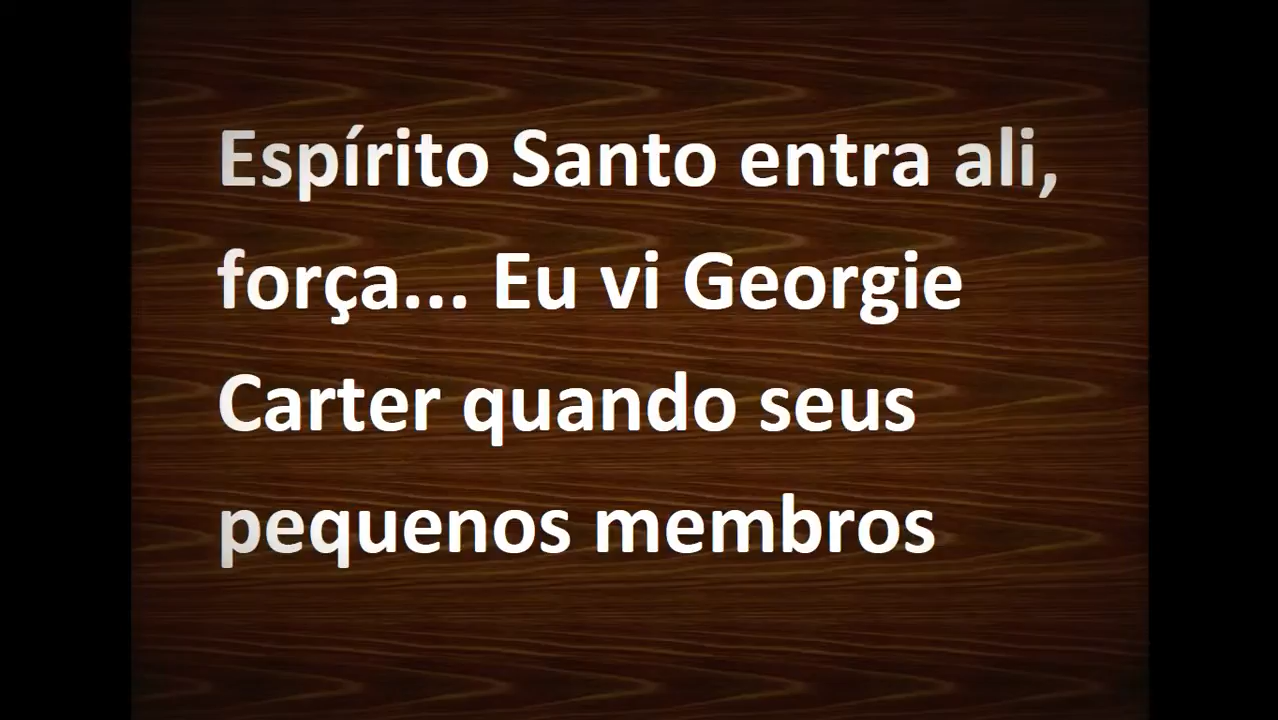 Espírito Santo entra ali,
força... Eu vi Georgie
Carter quando seus
pequenos membros